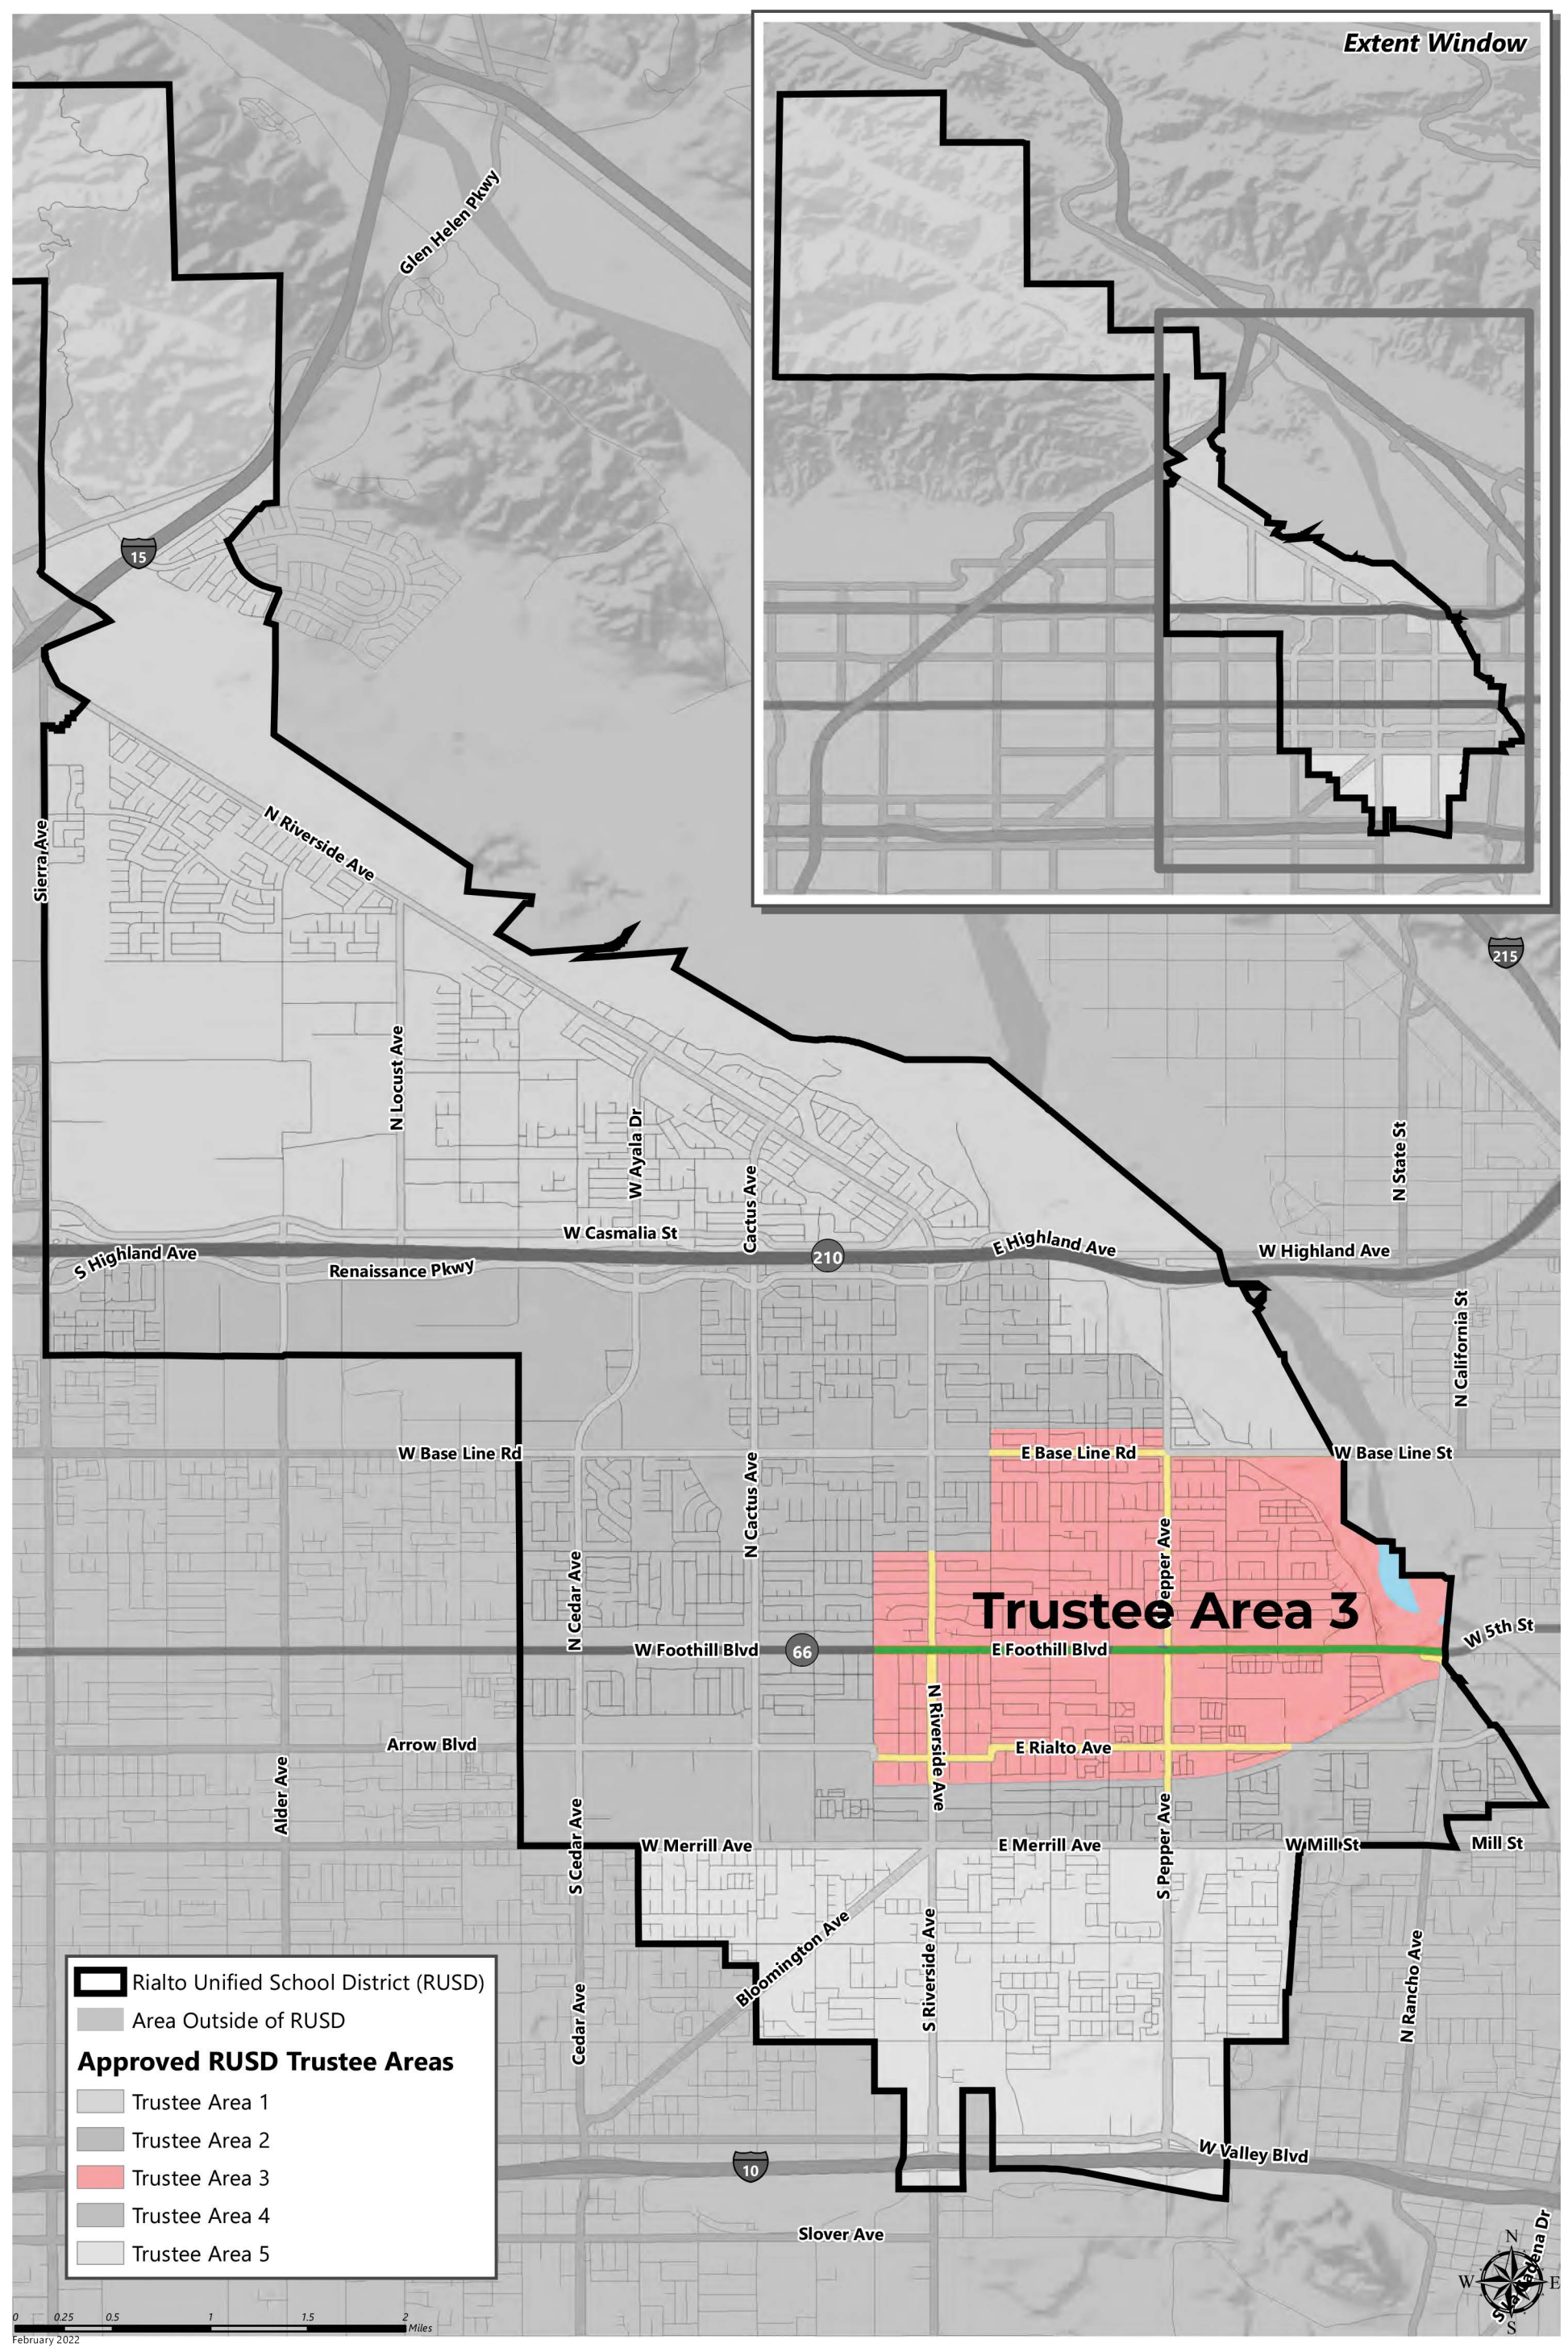 Extent Window
Glen Helen Pkwy
15
N Riverside Ave
Sierra Ave
215
N Locust Ave
W Ayala Dr
Cactus Ave
N State St
W Casmalia St
S Highland Ave
Renaissance Pkwy
210
E Highland Ave
W Highland Ave
N California St
W Base Line Rd
E Base Line Rd
W Base Line St
N Cactus Ave
N Cedar Ave
Pepper Ave
Trustee Area 3
W Foothill Blvd
66
E Foothill Blvd
W 5th St
N Riverside Ave
Arrow Blvd
E Rialto Ave
Alder Ave
S Cedar Ave
W Merrill Ave
E Merrill Ave
S Pepper Ave
W Mill St
Mill St
Bloomington Ave
S Riverside Ave
N Rancho Ave
Cedar Ave
Rialto Unified School District (RUSD)
Area Outside of RUSD
Approved RUSD Trustee Areas
Trustee Area 1
Trustee Area 2
Trustee Area 3
Trustee Area 4
Trustee Area 5
10
W Valley Blvd
Slover Ave
N
W
E
S
0 0.25 0.5 1 1.5 2
Miles
February 2022